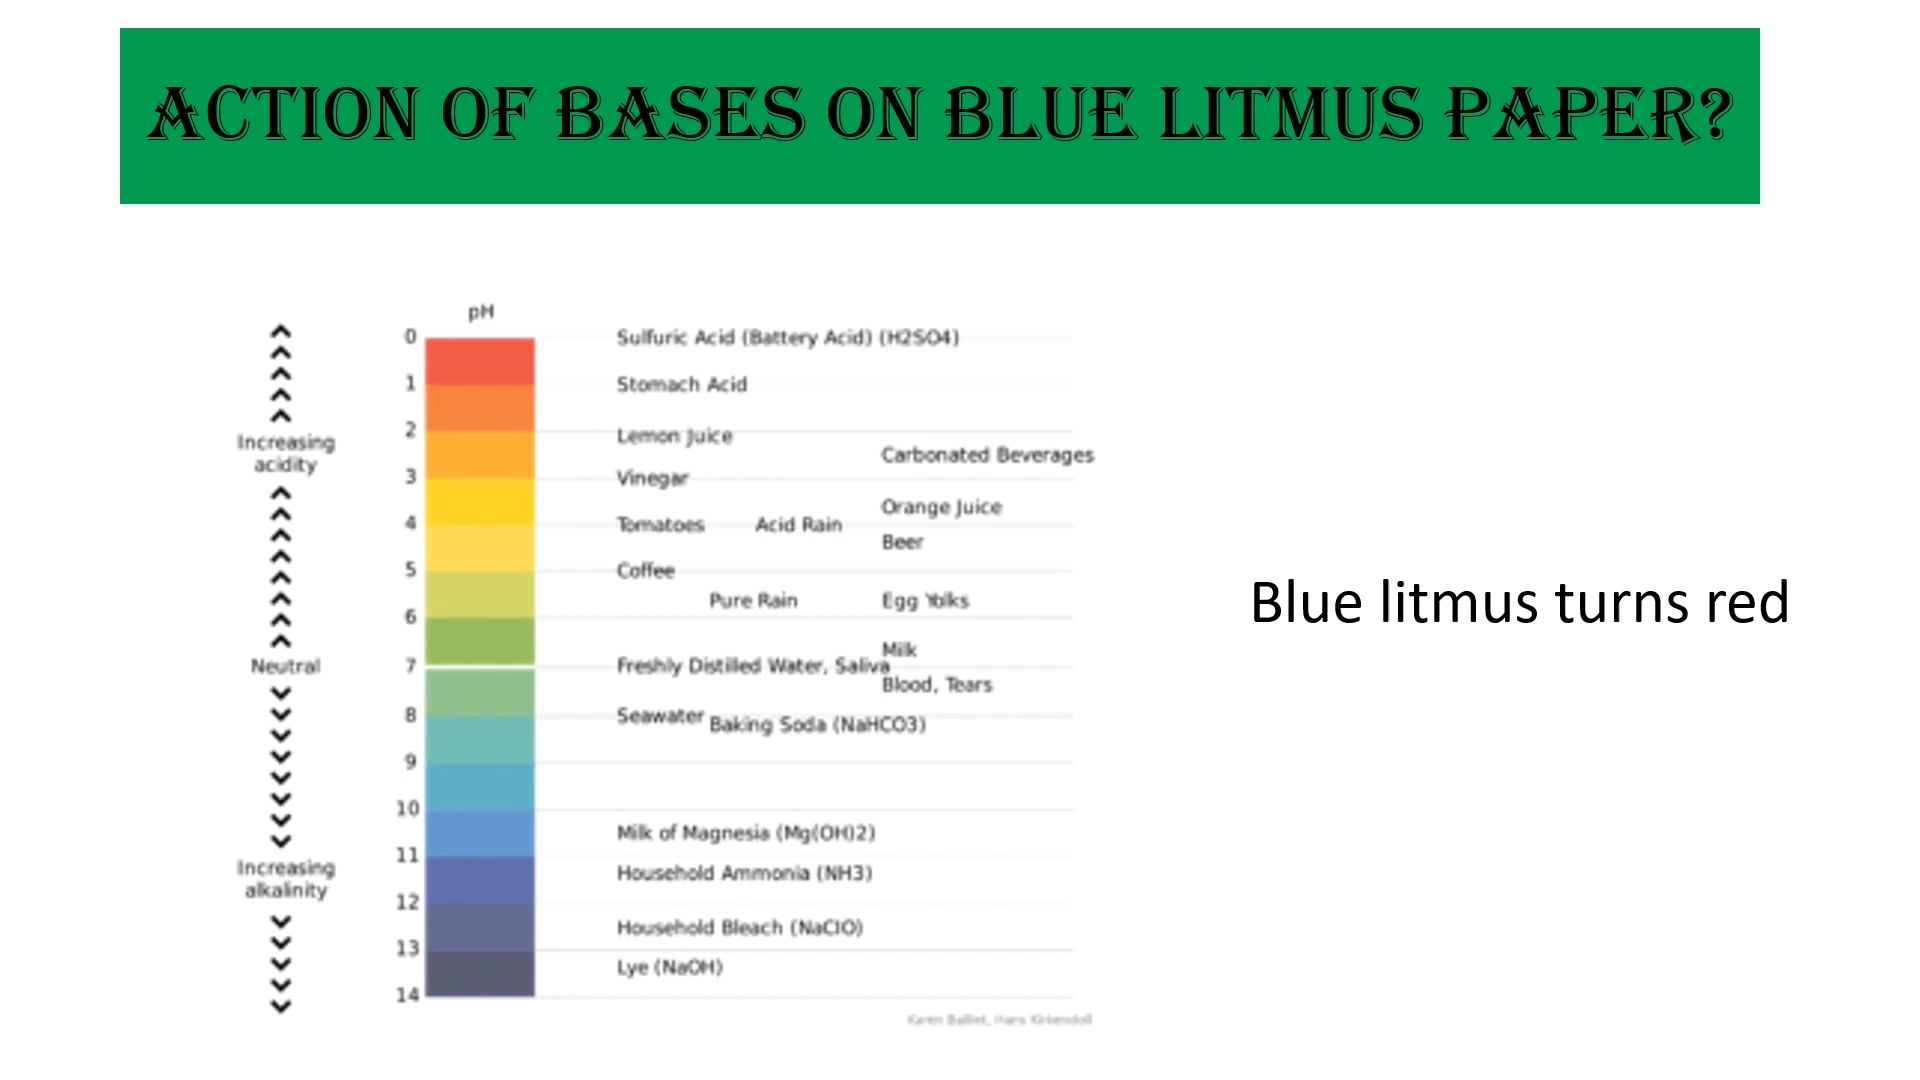 ACTION OF BASES ON BLUE LITMUS PAPER?
pH
0 Sulfuric Acid (Battery Acid) (H2SO4)
1 Stomach Acid
2 Lemon Juice
Increasing
acidity
Carbonated Beverages
3 Vinegar
Orange Juice
4 Tomatoes Acid Rain
Beer
5 Coffee
Pure Rain Egg Yolks
6
Milk
Neutral 7 Freshly Distilled Water, Saliva
Blood, Tears
8 Seawater
Baking Soda (NaHCO3)
9
10
Milk of Magnesia (Mg(OH)2)
11
Increasing
alkalinity
Household Ammonia (NH3)
12
Household Bleach (NaClO)
13
Lye (NaOH)
14
Karen Balliet, Hans Kirkendoll
Blue litmus turns red